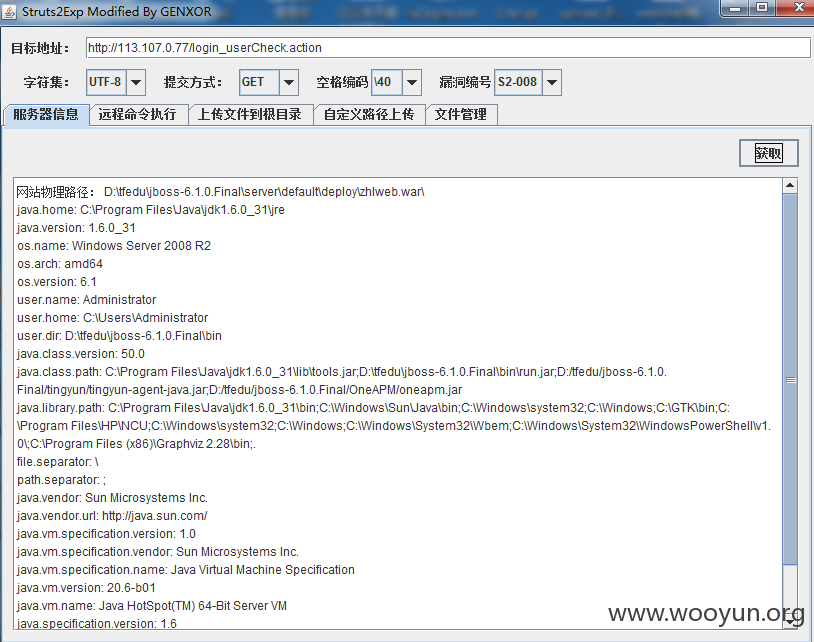 Struts2Exp Modified By GENXOR
目标地址： http://113.107.0.77/login_userCheck.action
字符集： UTF-8 提交方式： GET 空格编码 \40 漏洞编号 S2-008
服务器信息 远程命令执行 上传文件到根目录 自定义路径上传 文件管理
获取
网站物理路径： D:\tfedu\jboss-6.1.0.Final\server\default\deploy\zhlweb.war\
java.home: C:\Program Files\Java\jdk1.6.0_31\jre
java.version: 1.6.0_31
os.name: Windows Server 2008 R2
os.arch: amd64
os.version: 6.1
user.name: Administrator
user.home: C:\Users\Administrator
user.dir: D:\tfedu\jboss-6.1.0.Final\bin
java.class.version: 50.0
java.class.path: C:\Program Files\Java\jdk1.6.0_31\lib\tools.jar;D:\tfedu\jboss-6.1.0.Final\bin\run.jar;D:/tfedu/jboss-6.1.0.
Final/tingyun/tingyun-agent-java.jar;D:/tfedu/jboss-6.1.0.Final/OneAPM/oneapm.jar
java.library.path: C:\Program Files\Java\jdk1.6.0_31\bin;C:\Windows\Sun\Java\bin;C:\Windows\system32;C:\Windows;C:\GTK\bin;C:
\Program Files\HP\NCU;C:\Windows\system32;C:\Windows;C:\Windows\System32\Wbem;C:\Windows\System32\WindowsPowerShell\v1.
0\;C:\Program Files (x86)\Graphviz 2.28\bin;.
file.separator: \
path.separator: ;
java.vendor: Sun Microsystems Inc.
java.vendor.url: http://java.sun.com/
java.vm.specification.version: 1.0
java.vm.specification.vendor: Sun Microsystems Inc.
java.vm.specification.name: Java Virtual Machine Specification
java.vm.version: 20.6-b01
java.vm.name: Java HotSpot(TM) 64-Bit Server VM
java.specification.version: 1.6
www.wooyun.org